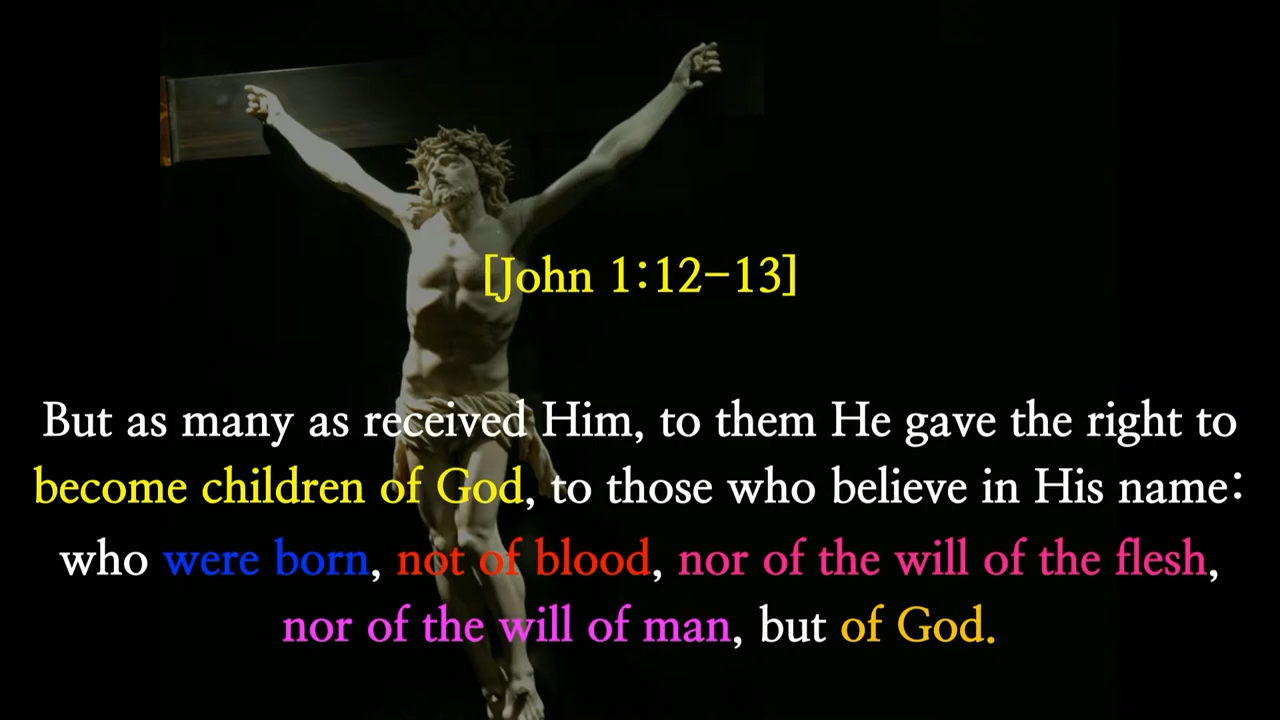 [John 1:12-13]
But as many as received Him, to them He gave the right to
become children of God, to those who believe in His name:
who were born, not of blood, nor of the will of the flesh,
nor of the will of man, but of God.